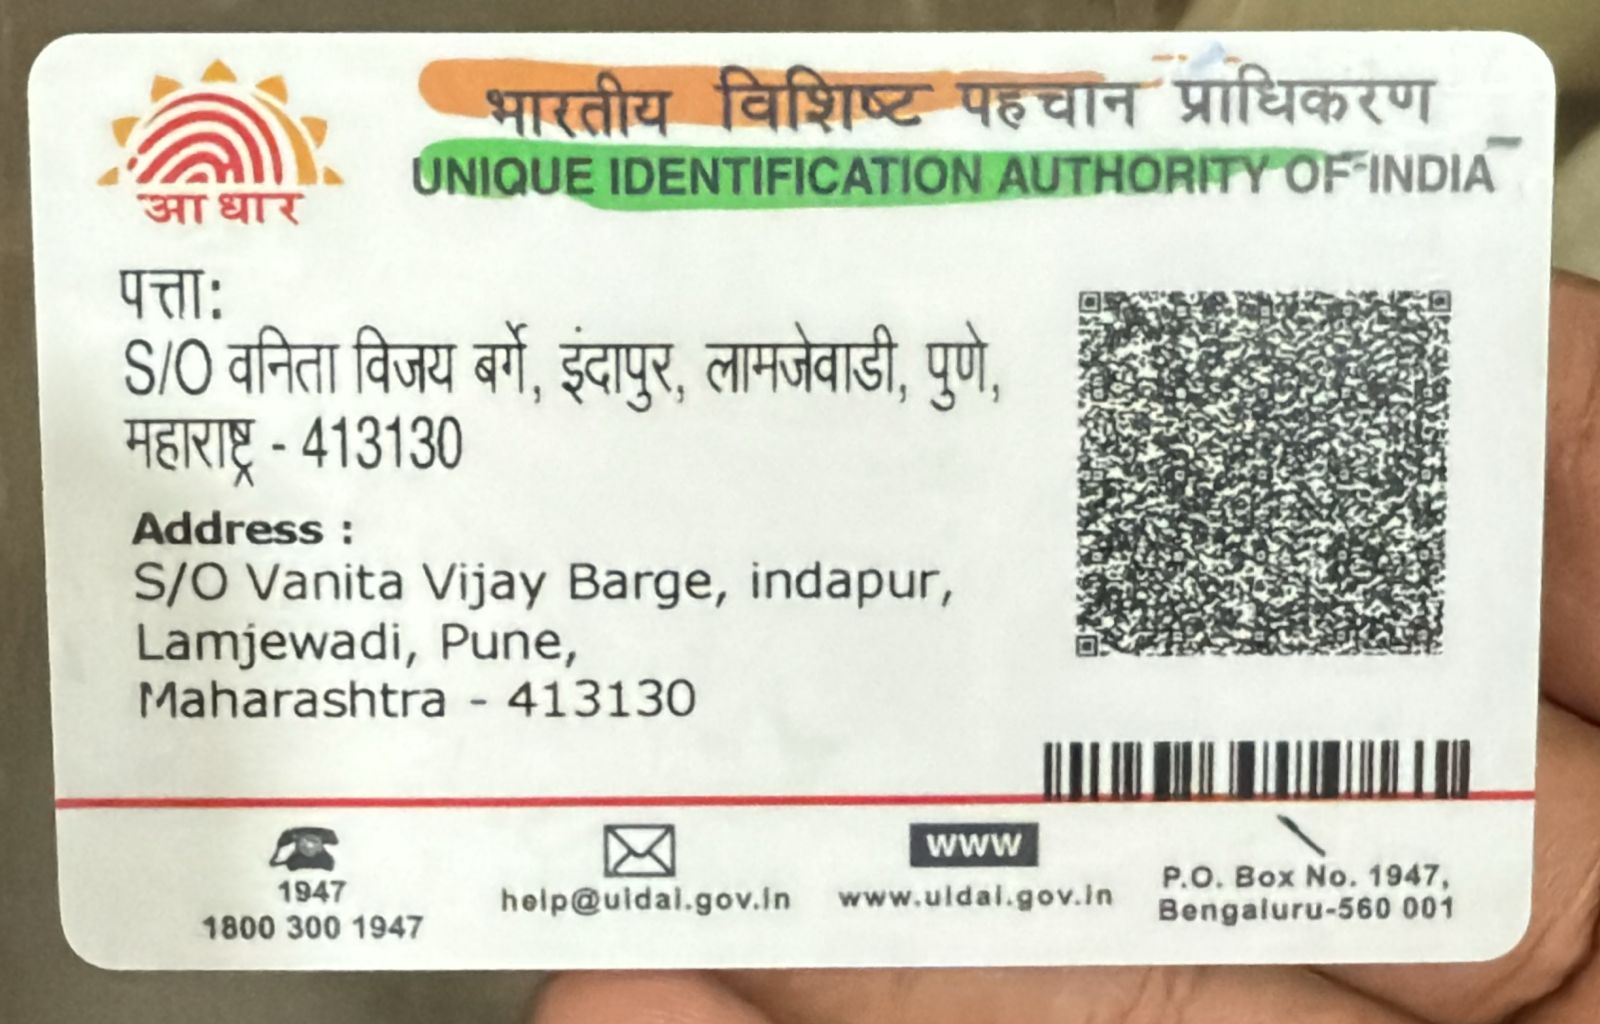 भारतीय विशिष्ट पहचान प्राधिकरण
UNIQUE IDENTIFICATION AUTHORITY OF INDIA
आधार
पत्ता:
S/O वनिता विजय बर्गे, इंदापुर, लामजेवाडी, पुणे,
महाराष्ट्र - 413130
Address :
S/O Vanita Vijay Barge, indapur,
Lamjewadi, Pune,
Maharashtra - 413130
1947
1800 300 1947
help@uidai.gov.in
www
www.uidai.gov.in
P.O. Box No. 1947,
Bengaluru-560 001